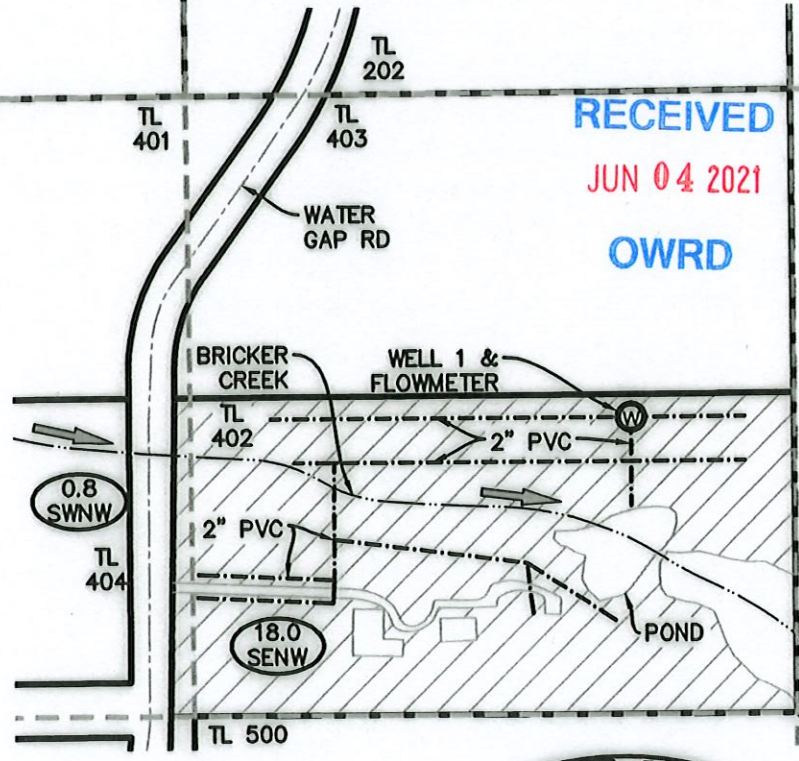 TL
202
TL
401
TL
403
RECEIVED
JUN 04 2021
OWRD
WATER
GAP RD
BRICKER
CREEK
WELL 1 &
FLOWMETER
TL
402
W
2" PVC
0.8
SWNW
2" PVC
TL
404
18.0
SENW
POND
TL 500